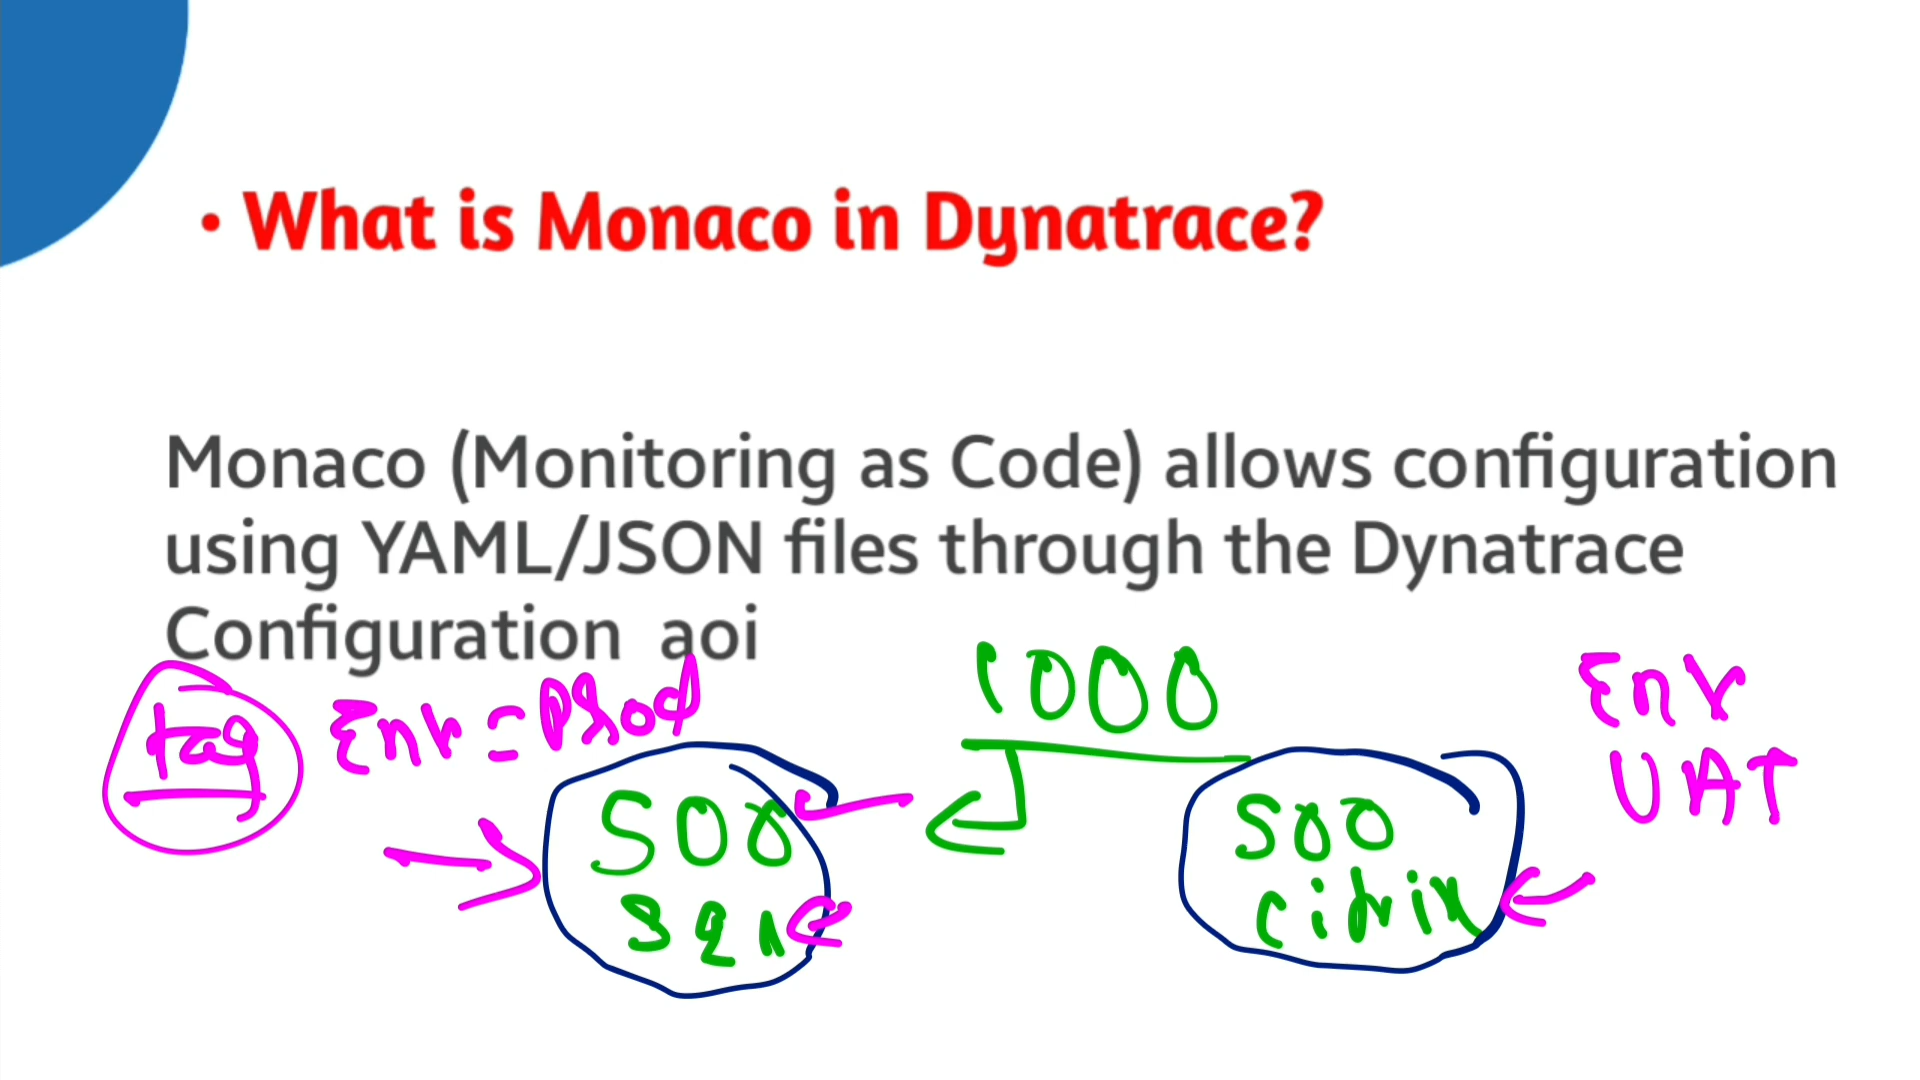 • What is Monaco in Dynatrace?
Monaco (Monitoring as Code) allows configuration
using YAML/JSON files through the Dynatrace
Configuration aoi
1000
tag
Env = Prod
Env
UAT
500
500
citrix